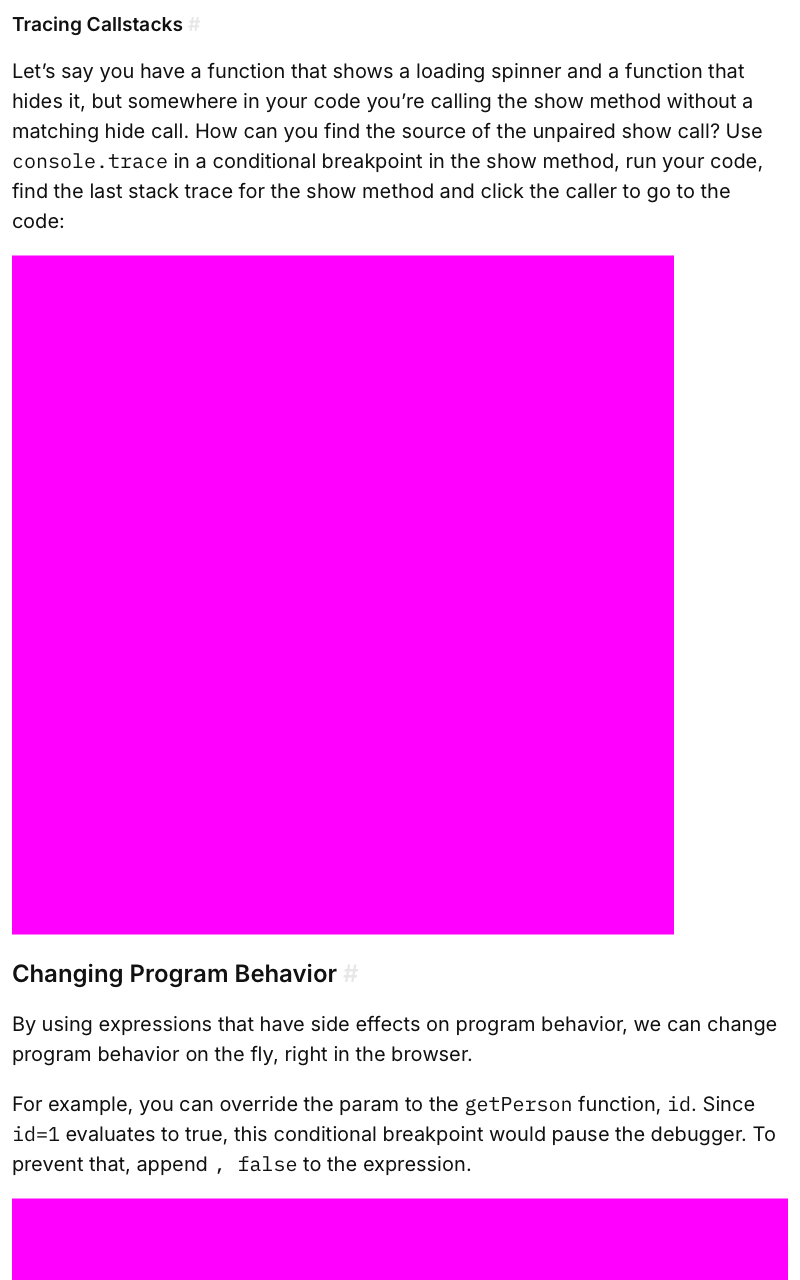 Tracing Callstacks #
Let’s say you have a function that shows a loading spinner and a function that
hides it, but somewhere in your code you’re calling the show method without a
matching hide call. How can you find the source of the unpaired show call? Use
console.trace in a conditional breakpoint in the show method, run your code,
find the last stack trace for the show method and click the caller to go to the
code:
Changing Program Behavior #
By using expressions that have side effects on program behavior, we can change
program behavior on the fly, right in the browser.
For example, you can override the param to the getPerson function, id. Since
id=1 evaluates to true, this conditional breakpoint would pause the debugger. To
prevent that, append , false to the expression.